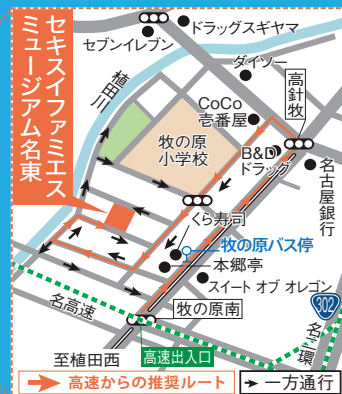 セキスイファミエス
ミュージアム名東
ドラッグスギヤマ
セブンイレブン
ダイソー
植田川
高針牧
CoCo
壱番屋
牧の原
小学校
B&D
ドラッグ
名古屋銀行
くら寿司
牧の原バス停
本郷亭
スイート オブ オレゴン
名高速
牧の原南
302
名二環
至植田西
高速出入口
高速からの推奨ルート
一方通行